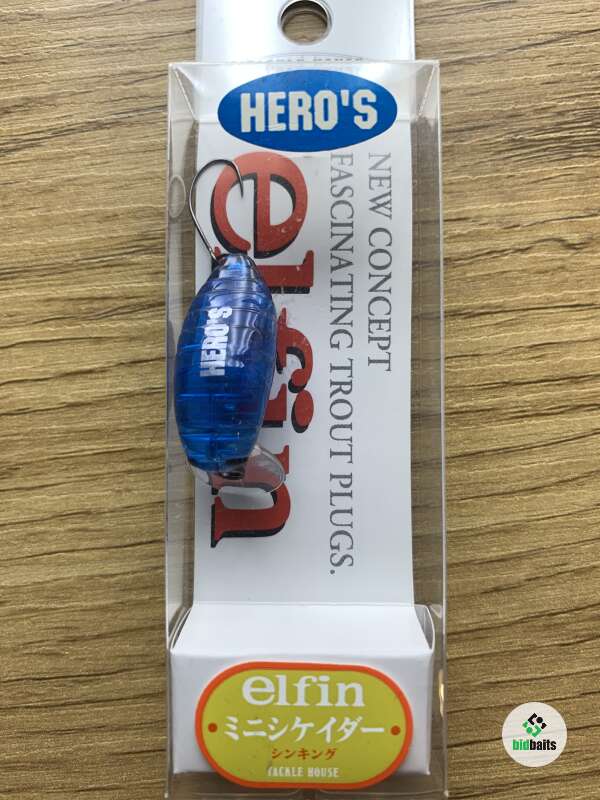 HERO'S
NEW CONCEPT
FASCINATING TROUT PLUGS.
elfin
HERO'S
elfin
ミニシケイダー
シンキング
TACKLE HOUSE
bidbaits